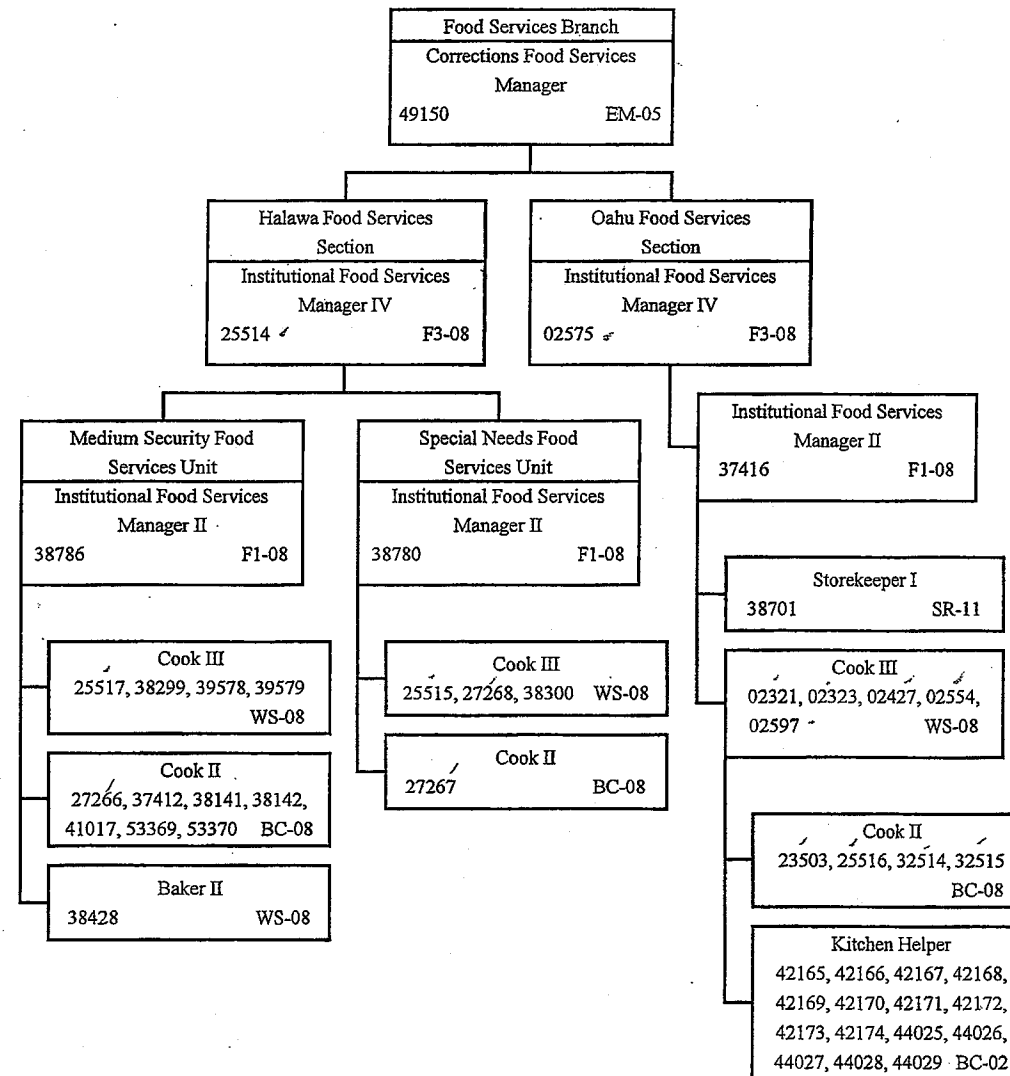 Food Services Branch
Corrections Food Services
Manager
49150 EM-05
Halawa Food Services
Section
Institutional Food Services
Manager IV
25514 F3-08
Oahu Food Services
Section
Institutional Food Services
Manager IV
02575 F3-08
Medium Security Food
Services Unit
Institutional Food Services
Manager II
38786 F1-08
Special Needs Food
Services Unit
Institutional Food Services
Manager II
38780 F1-08
Institutional Food Services
Manager II
37416 F1-08
Cook III
25517, 38299, 39578, 39579
WS-08
Cook II
27266, 37412, 38141, 38142,
41017, 53369, 53370 BC-08
Baker II
38428 WS-08
Cook III
25515, 27268, 38300 WS-08
Cook II
27267 BC-08
Storekeeper I
38701 SR-11
Cook III
02321, 02323, 02427, 02554,
02597 WS-08
Cook II
23503, 25516, 32514, 32515
BC-08
Kitchen Helper
42165, 42166, 42167, 42168,
42169, 42170, 42171, 42172,
42173, 42174, 44025, 44026,
44027, 44028, 44029 BC-02